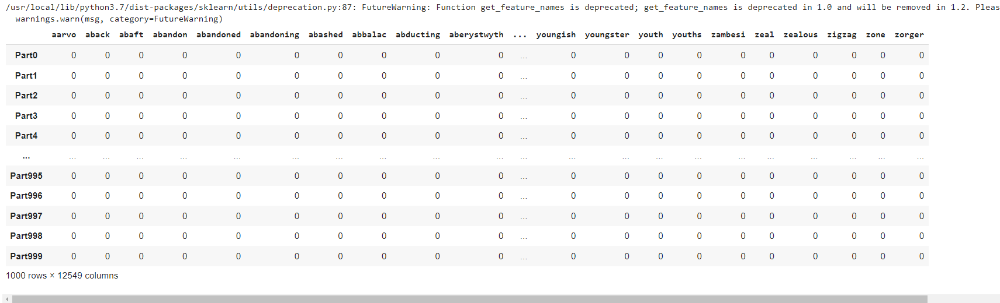 /usr/local/lib/python3.7/dist-packages/sklearn/utils/deprecation.py:87: FutureWarning: Function get_feature_names is deprecated; get_feature_names is deprecated in 1.0 and will be removed in 1.2. Pleas
warnings.warn(msg, category=FutureWarning)
aarvo aback abaft abandon abandoned abandoning abashed abbalac abducting aberystwyth ... youngish youngster youth youths zambesi zeal zealous zigzag zone zorger
Part0 0 0 0 0 0 0 0 0 0 0 ... 0 0 0 0 0 0 0 0 0 0
Part1 0 0 0 0 0 0 0 0 0 0 ... 0 0 0 0 0 0 0 0 0 0
Part2 0 0 0 0 0 0 0 0 0 0 ... 0 0 0 0 0 0 0 0 0 0
Part3 0 0 0 0 0 0 0 0 0 0 ... 0 0 0 0 0 0 0 0 0 0
Part4 0 0 0 0 0 0 0 0 0 0 ... 0 0 0 0 0 0 0 0 0 0
... ... ... ... ... ... ... ... ... ... ... ... ... ... ... ... ... ... ... ... ... ...
Part995 0 0 0 0 0 0 0 0 0 0 ... 0 0 0 0 0 0 0 0 0 0
Part996 0 0 0 0 0 0 0 0 0 0 ... 0 0 0 0 0 0 0 0 0 0
Part997 0 0 0 0 0 0 0 0 0 0 ... 0 0 0 0 0 0 0 0 0 0
Part998 0 0 0 0 0 0 0 0 0 0 ... 0 0 0 0 0 0 0 0 0 0
Part999 0 0 0 0 0 0 0 0 0 0 ... 0 0 0 0 0 0 0 0 0 0
1000 rows × 12549 columns